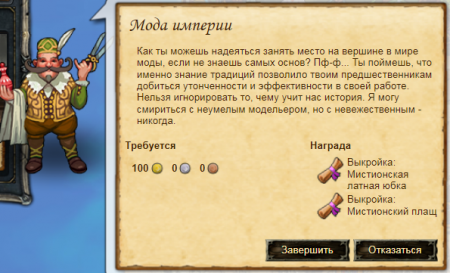 Мода империи
Как ты можешь надеяться занять место на вершине в мире
моды, если не знаешь самых основ? Пф-ф... Ты поймешь, что
именно знание традиций позволило твоим предшественникам
добиться утонченности и эффективности в своей работе.
Нельзя игнорировать то, чему учит нас история. Я могу
смириться с неумелым модельером, но с невежественным -
никогда.
Требуется
Награда
100 0 0
Выкройка:
Мистионская
латная юбка
Выкройка:
Мистионский плащ
Завершить
Отказаться